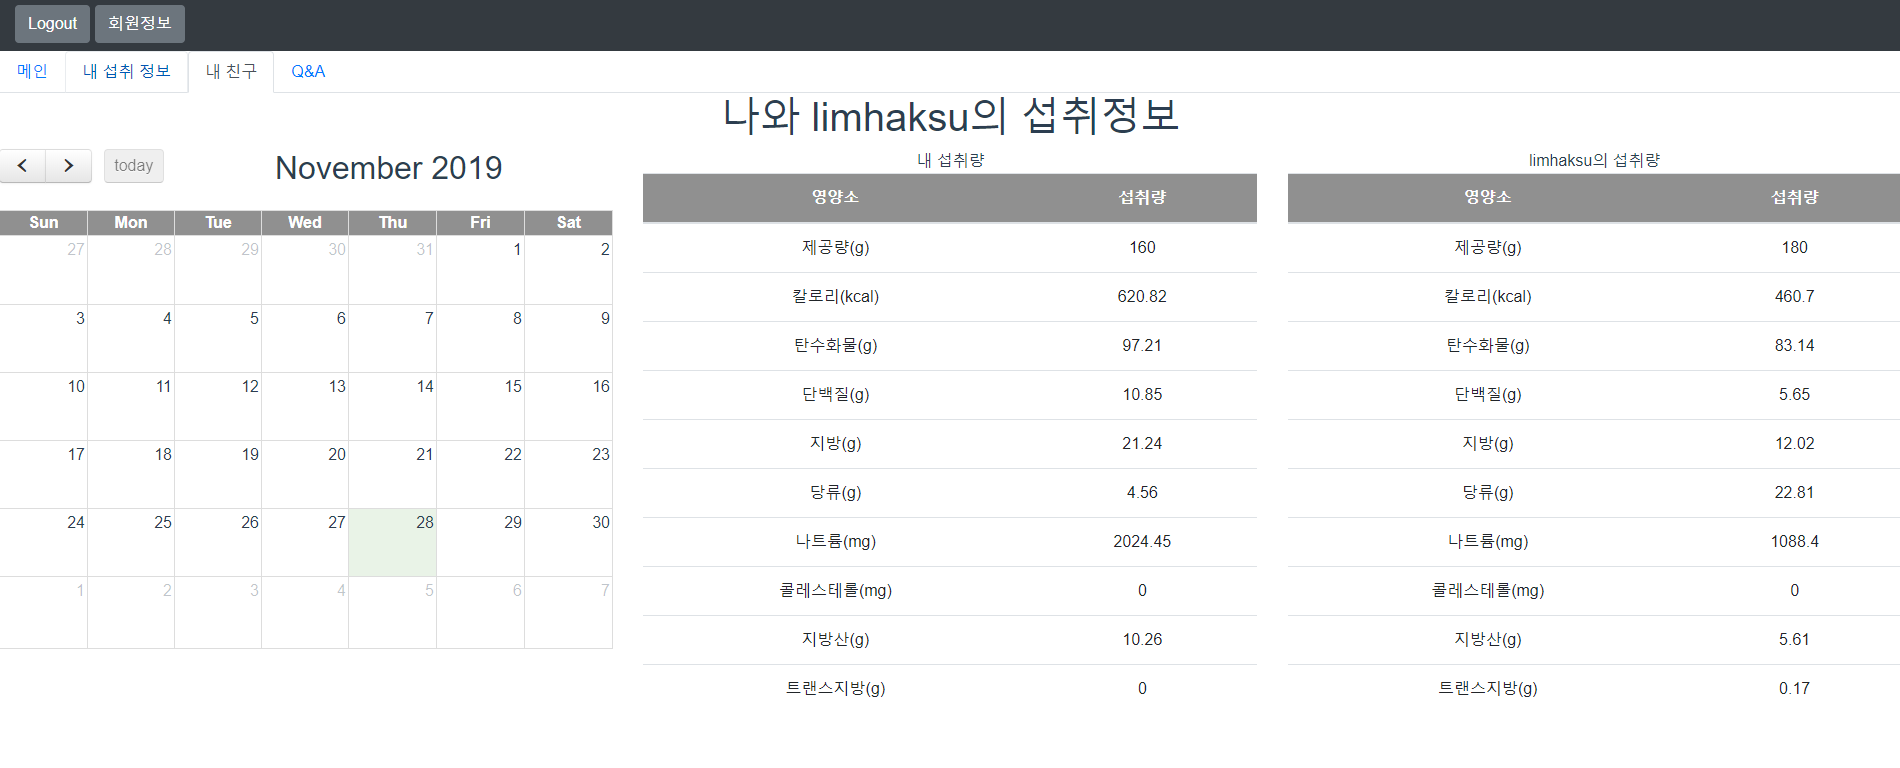 Logout 회원정보
메인 내 섭취 정보 내 친구 Q&A
나와 limhaksu의 섭취정보
today November 2019
Sun Mon Tue Wed Thu Fri Sat
27 28 29 30 31 1 2
3 4 5 6 7 8 9
10 11 12 13 14 15 16
17 18 19 20 21 22 23
24 25 26 27 28 29 30
1 2 3 4 5 6 7
내 섭취량
영양소 섭취량
제공량(g) 160
칼로리(kcal) 620.82
탄수화물(g) 97.21
단백질(g) 10.85
지방(g) 21.24
당류(g) 4.56
나트륨(mg) 2024.45
콜레스테롤(mg) 0
지방산(g) 10.26
트랜스지방(g) 0
limhaksu의 섭취량
영양소 섭취량
제공량(g) 180
칼로리(kcal) 460.7
탄수화물(g) 83.14
단백질(g) 5.65
지방(g) 12.02
당류(g) 22.81
나트륨(mg) 1088.4
콜레스테롤(mg) 0
지방산(g) 5.61
트랜스지방(g) 0.17